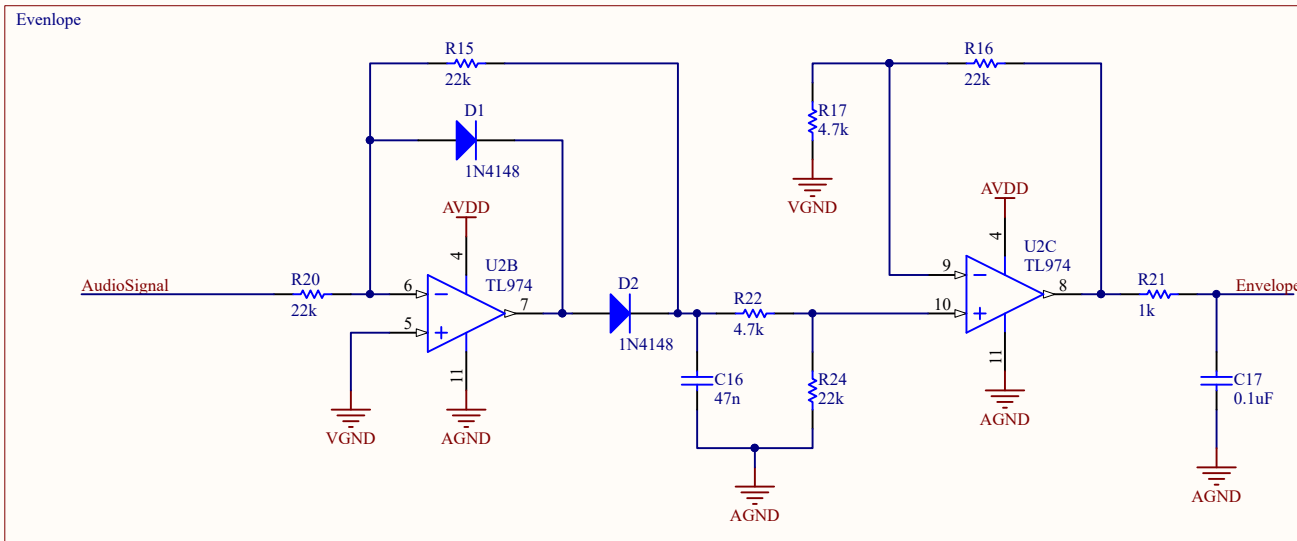 Evenlope
R15
22k
D1
1N4148
AVDD
4
U2B
TL974
AudioSignal
R20
22k
6
5
7
11
VGND
AGND
D2
1N4148
R22
4.7k
C16
47n
R24
22k
AGND
R17
4.7k
VGND
R16
22k
AVDD
4
U2C
TL974
9
10
8
11
AGND
R21
1k
Envelope
C17
0.1uF
AGND